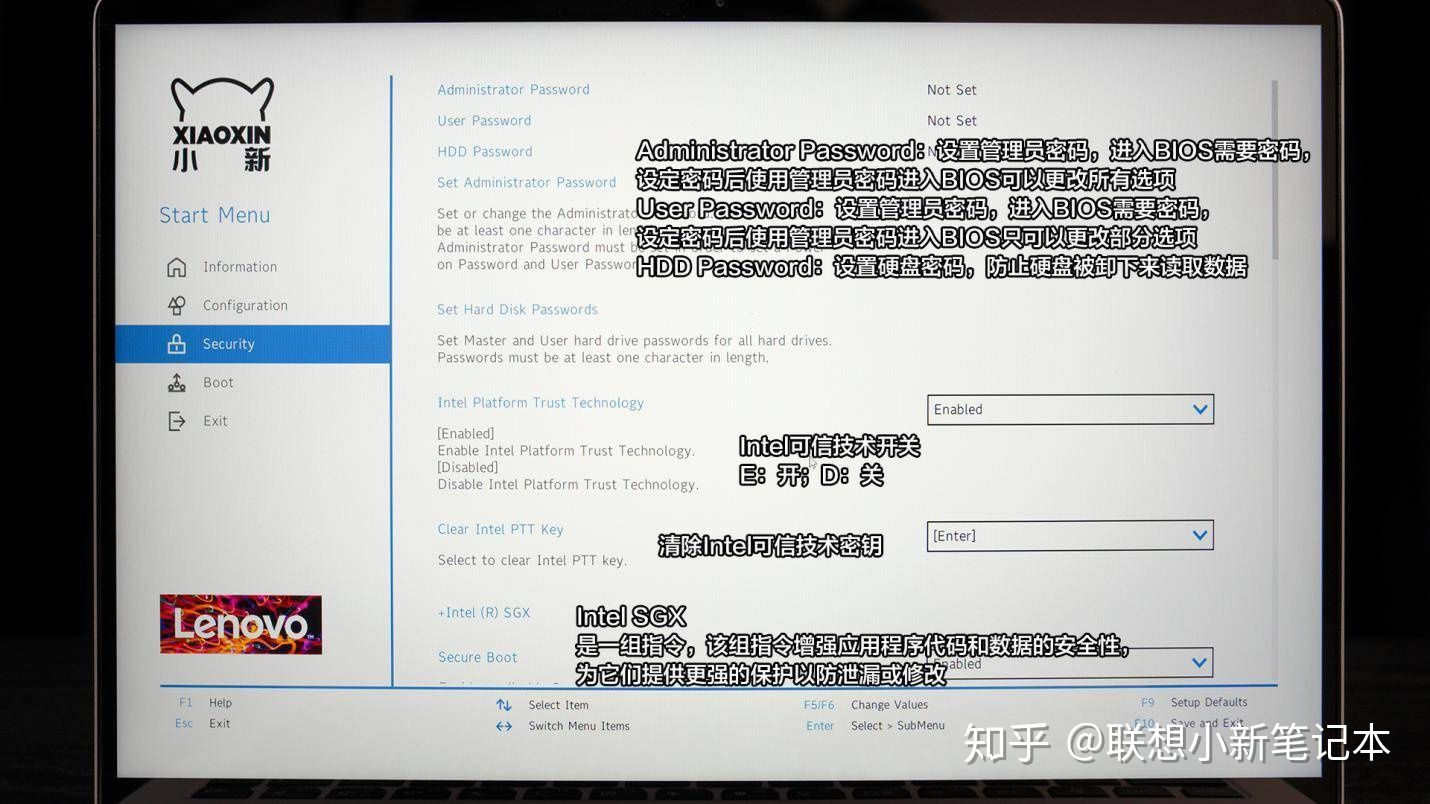 XIAOXIN
小新
Start Menu
Information
Configuration
Security
Boot
Exit
Lenovo
Administrator Password Not Set
User Password Not Set
HDD Password
Administrator Password：设置管理员密码，进入BIOS需要密码，
设定密码后使用管理员密码进入BIOS可以更改所有选项
User Password：设置管理员密码，进入BIOS需要密码，
设定密码后使用管理员密码进入BIOS只可以更改部分选项
HDD Password：设置硬盘密码，防止硬盘被卸下来读取数据
Set Administrator Password
Set or change the
be at least one character in
Administrator Password must
on Password and User
Set Hard Disk Passwords
Set Master and User hard drive passwords for all hard drives.
Passwords must be at least one character in length.
Intel Platform Trust Technology Enabled
[Enabled]
Enable Intel Platform Trust Technology.
[Disabled]
Disable Intel Platform Trust Technology.
Intel可信技术开关
E：开；D：关
Clear Intel PTT Key [Enter]
Select to clear Intel PTT key.
清除Intel可信技术密钥
+Intel (R) SGX
Intel SGX
是一组指令，该组指令增强应用程序代码和数据的安全性，
为它们提供更强的保护以防泄漏或修改
Secure Boot Enabled
F1 Help
Esc Exit
Select Item
Switch Menu Items
F5/F6 Change Values
Enter Select > SubMenu
F9 Setup Defaults
F10 Save and Exit
知乎 @联想小新笔记本